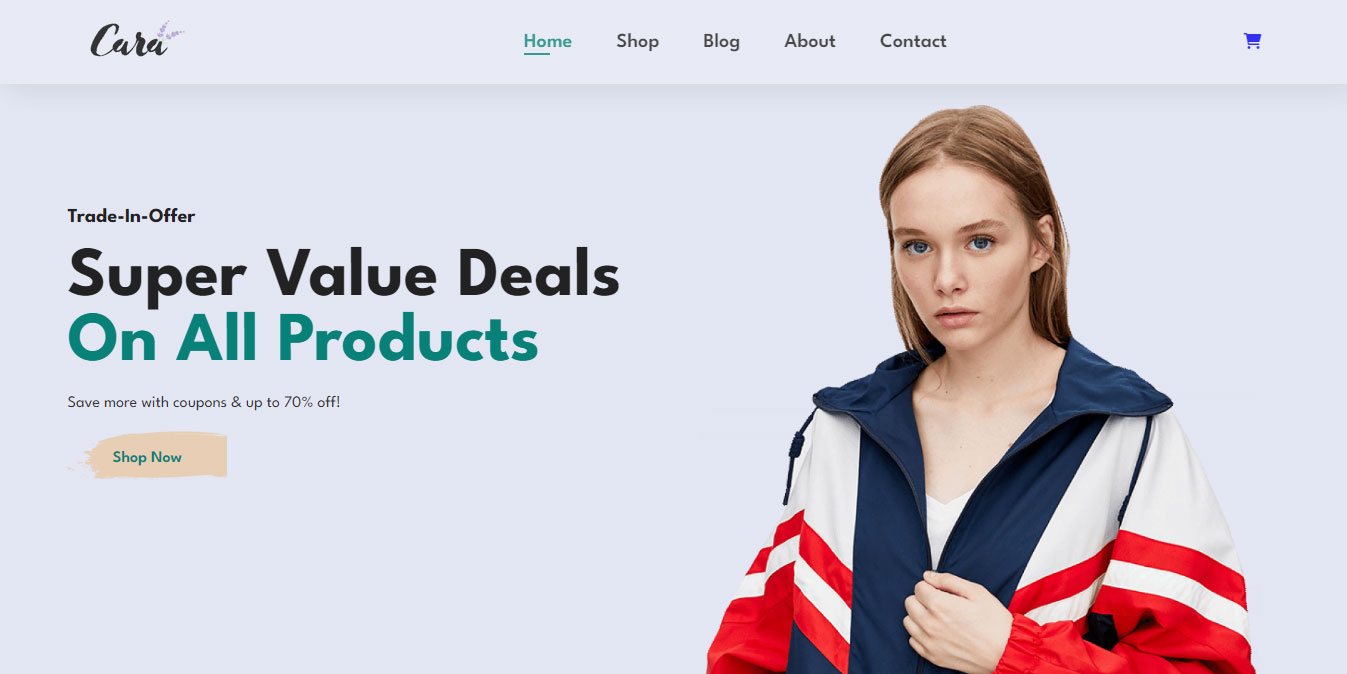 Cara
Home Shop Blog About Contact
Trade-In-Offer
Super Value Deals
On All Products
Save more with coupons & up to 70% off!
Shop Now